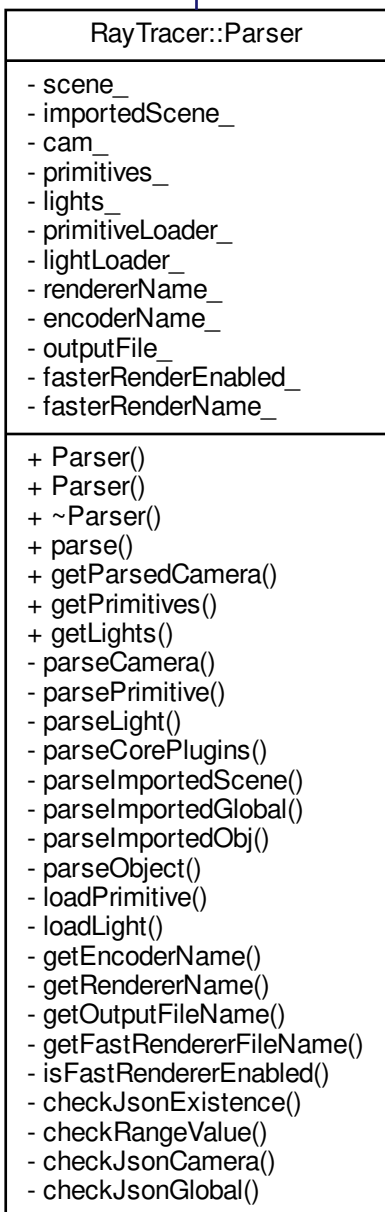 RayTracer::Parser
- scene_
- importedScene_
- cam_
- primitives_
- lights_
- primitiveLoader_
- lightLoader_
- rendererName_
- encoderName_
- outputFile_
- fasterRenderEnabled_
- fasterRenderName_
+ Parser()
+ Parser()
+ ~Parser()
+ parse()
+ getParsedCamera()
+ getPrimitives()
+ getLights()
- parseCamera()
- parsePrimitive()
- parseLight()
- parseCorePlugins()
- parseImportedScene()
- parseImportedGlobal()
- parseImportedObj()
- parseObject()
- loadPrimitive()
- loadLight()
- getEncoderName()
- getRendererName()
- getOutputFileName()
- getFastRendererFileName()
- isFastRendererEnabled()
- checkJsonExistence()
- checkRangeValue()
- checkJsonCamera()
- checkJsonGlobal()